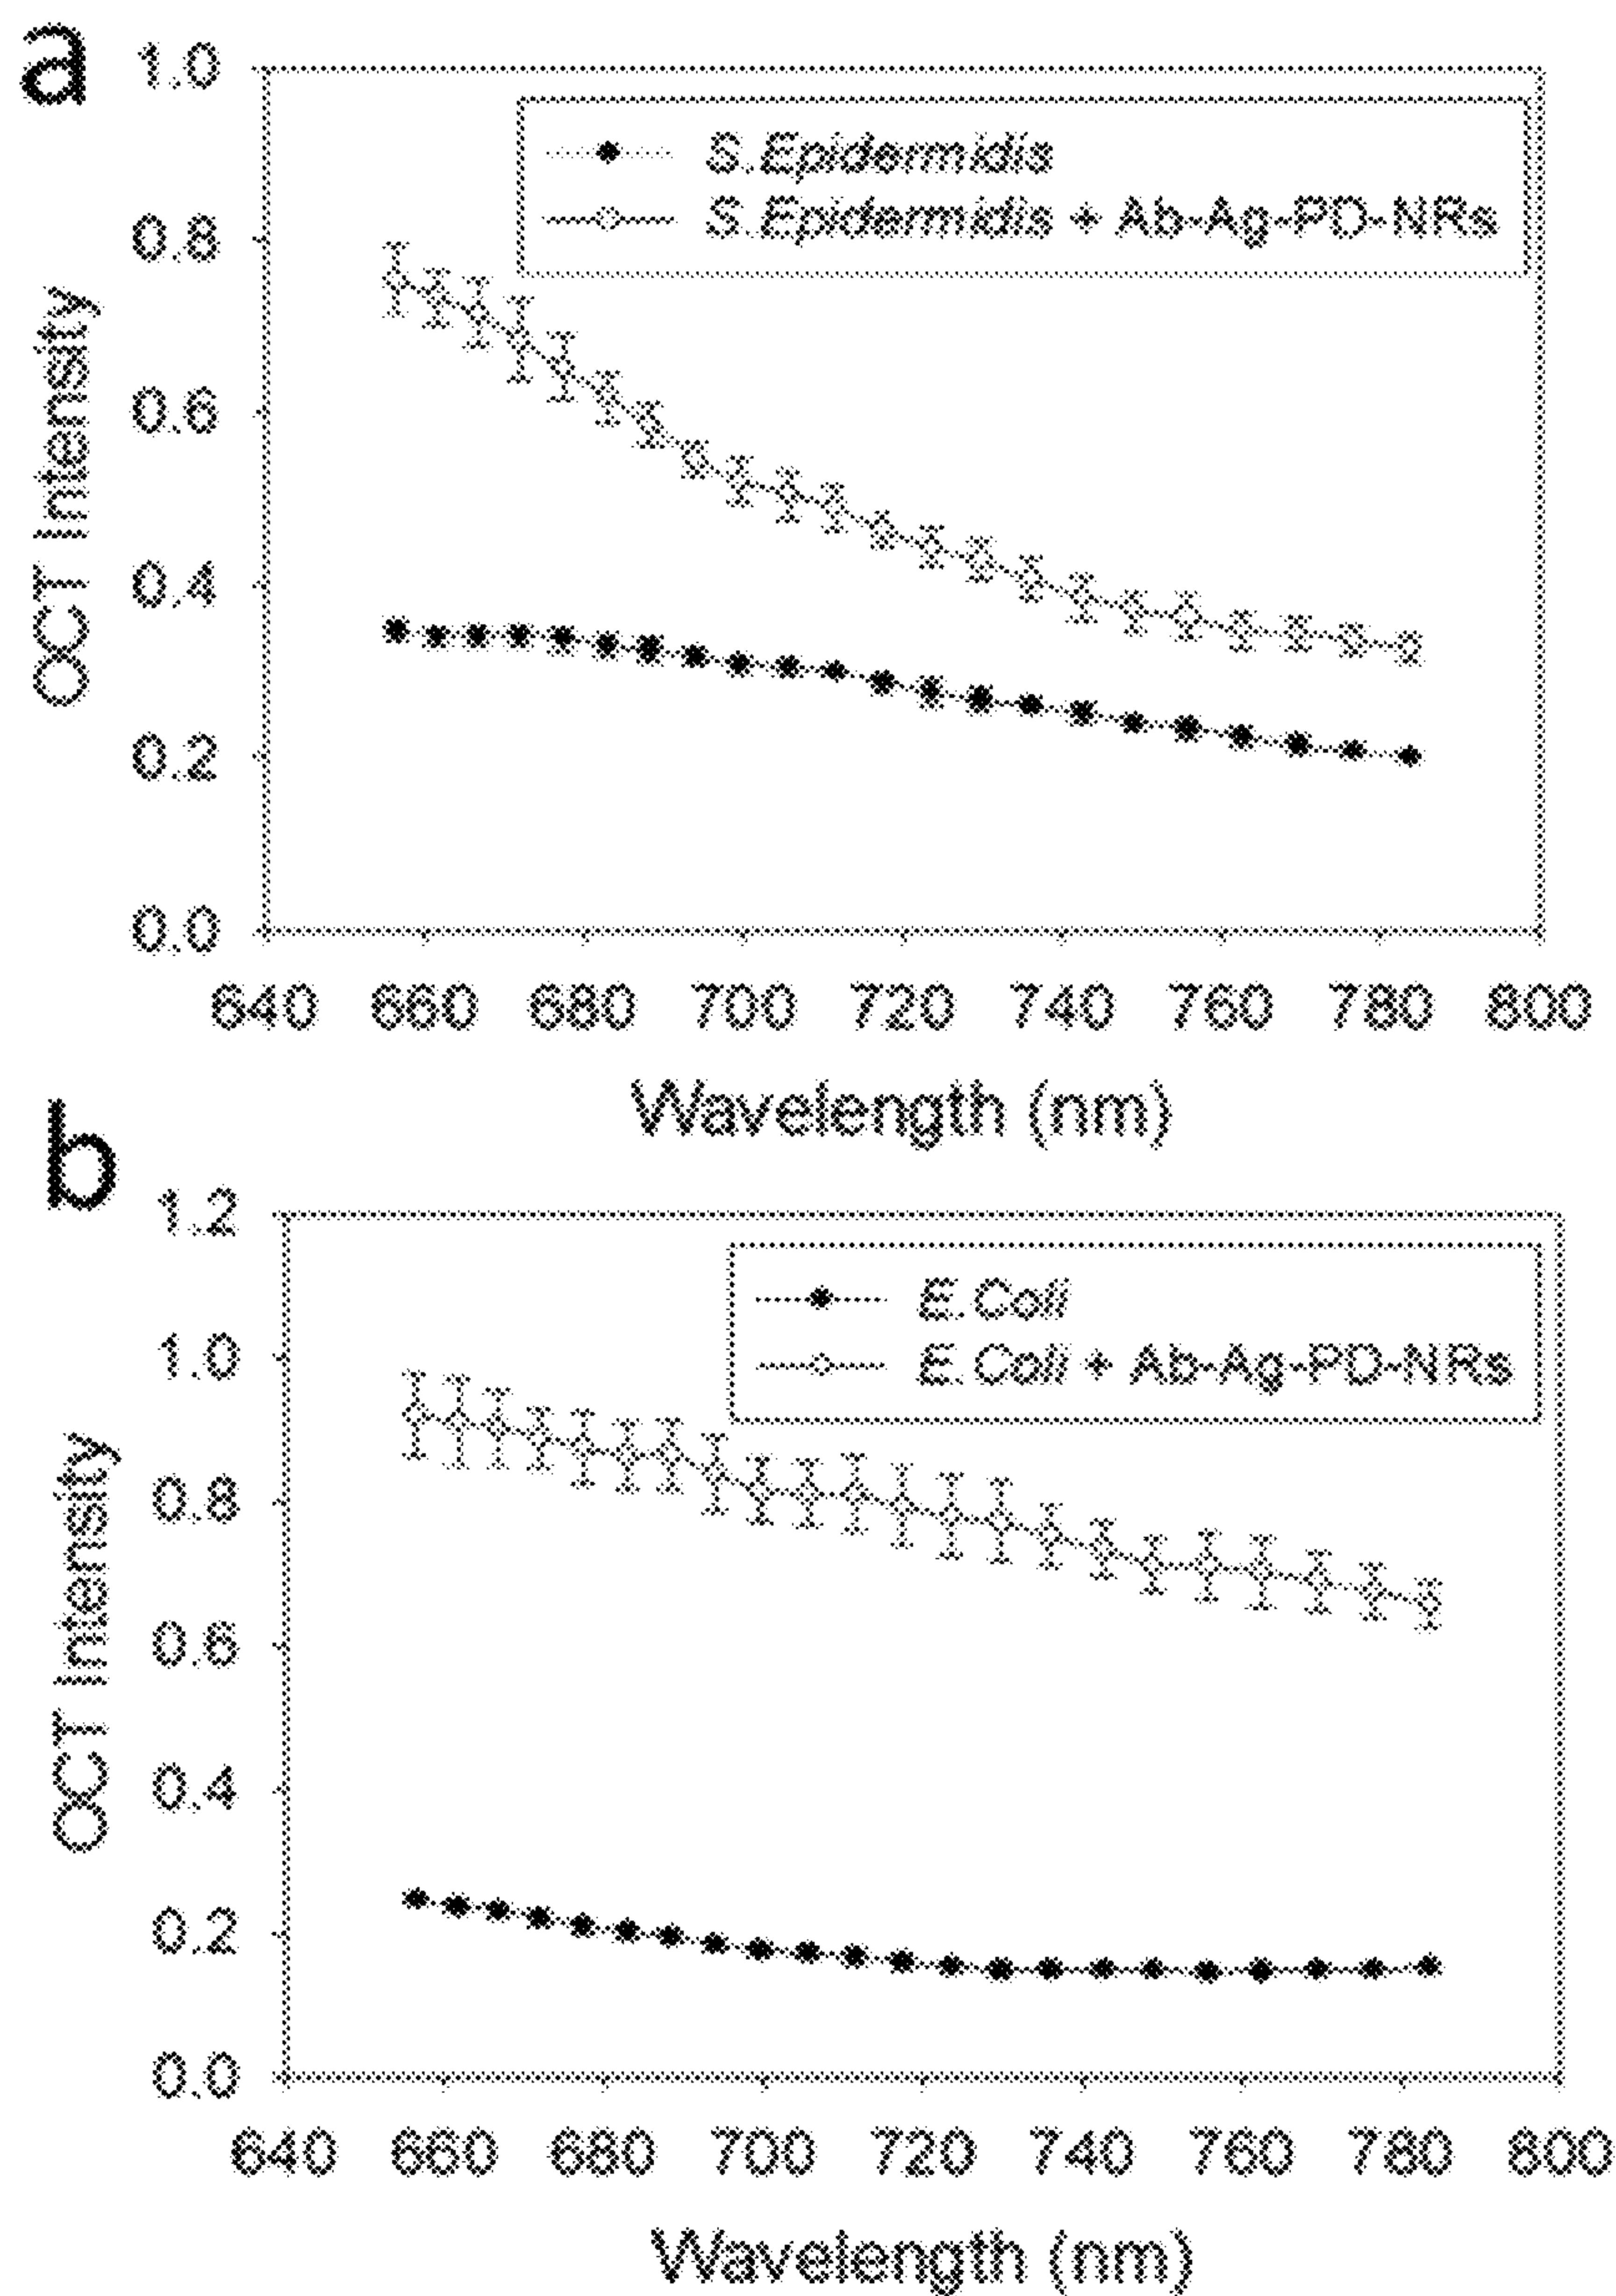 a
1.0
S.Epidermidis
S.Epidermidis + Ab-Ag-PD-NRs
0.8
0.6
0.4
0.2
0.0
OCT Intensity
640 660 680 700 720 740 760 780 800
Wavelength (nm)
b
1.2
E.Coli
E.Coli + Ab-Ag-PD-NRs
1.0
0.8
0.6
0.4
0.2
0.0
OCT Intensity
640 660 680 700 720 740 760 780 800
Wavelength (nm)